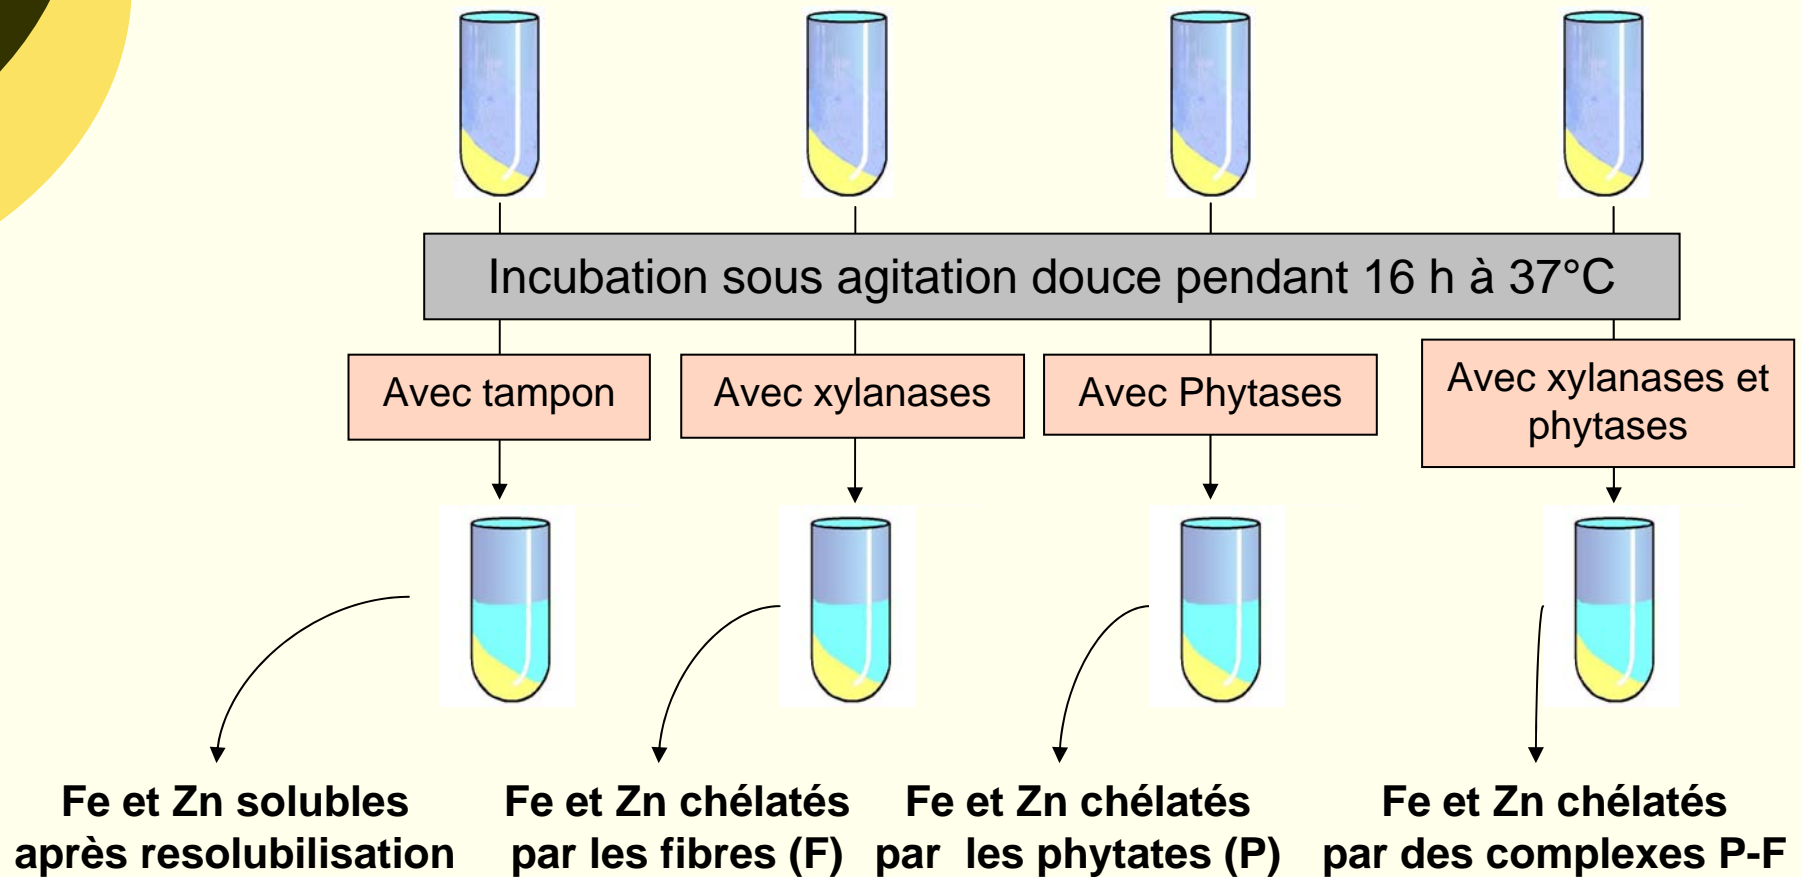 Incubation sous agitation douce pendant 16 h à 37°C
Avec tampon
Avec xylanases
Avec Phytases
Avec xylanases et
phytases
Fe et Zn solubles
après resolubilisation
Fe et Zn chélatés
par les fibres (F)
Fe et Zn chélatés
par les phytates (P)
Fe et Zn chélatés
par des complexes P-F